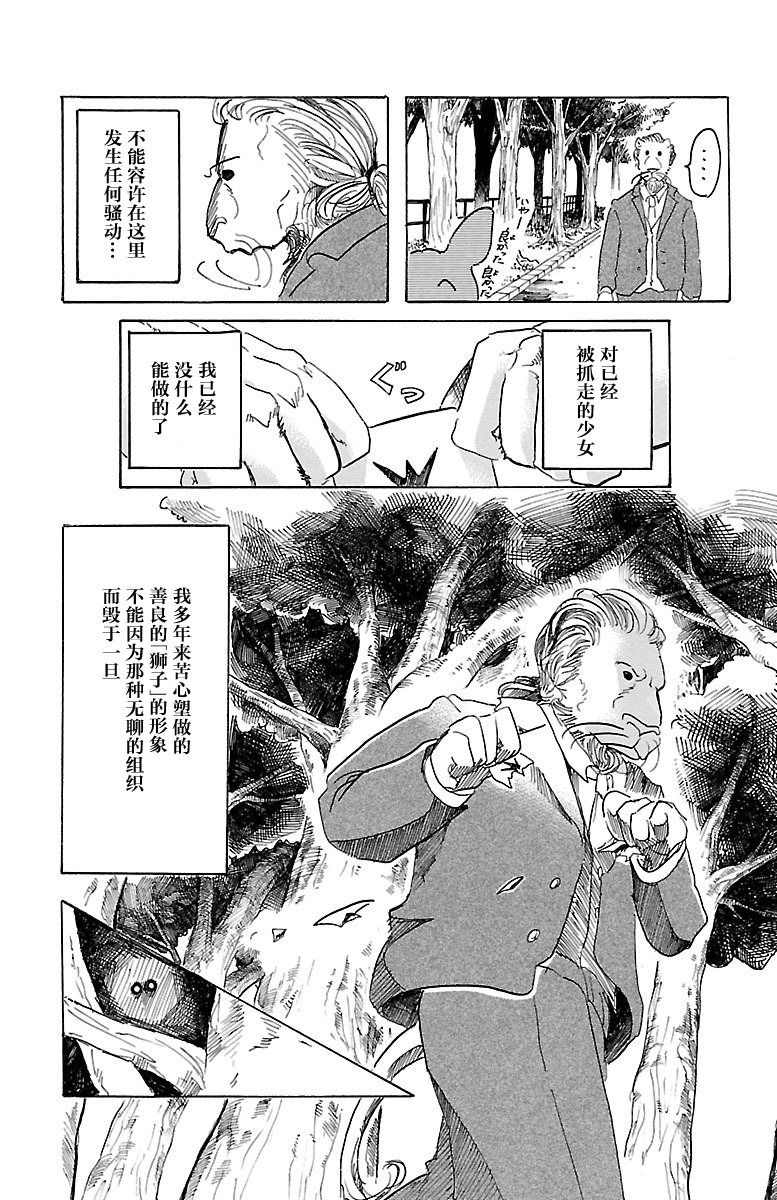 ····
いやー
良かた
良かた
不能容许在这里
发生任何骚动…
对已经
被抓走的少女
ぐっ
我已经
没什么
能做的了
我多年来苦心塑做的
善良的「狮子」的形象
不能因为那种无聊的组织
而毁于一旦